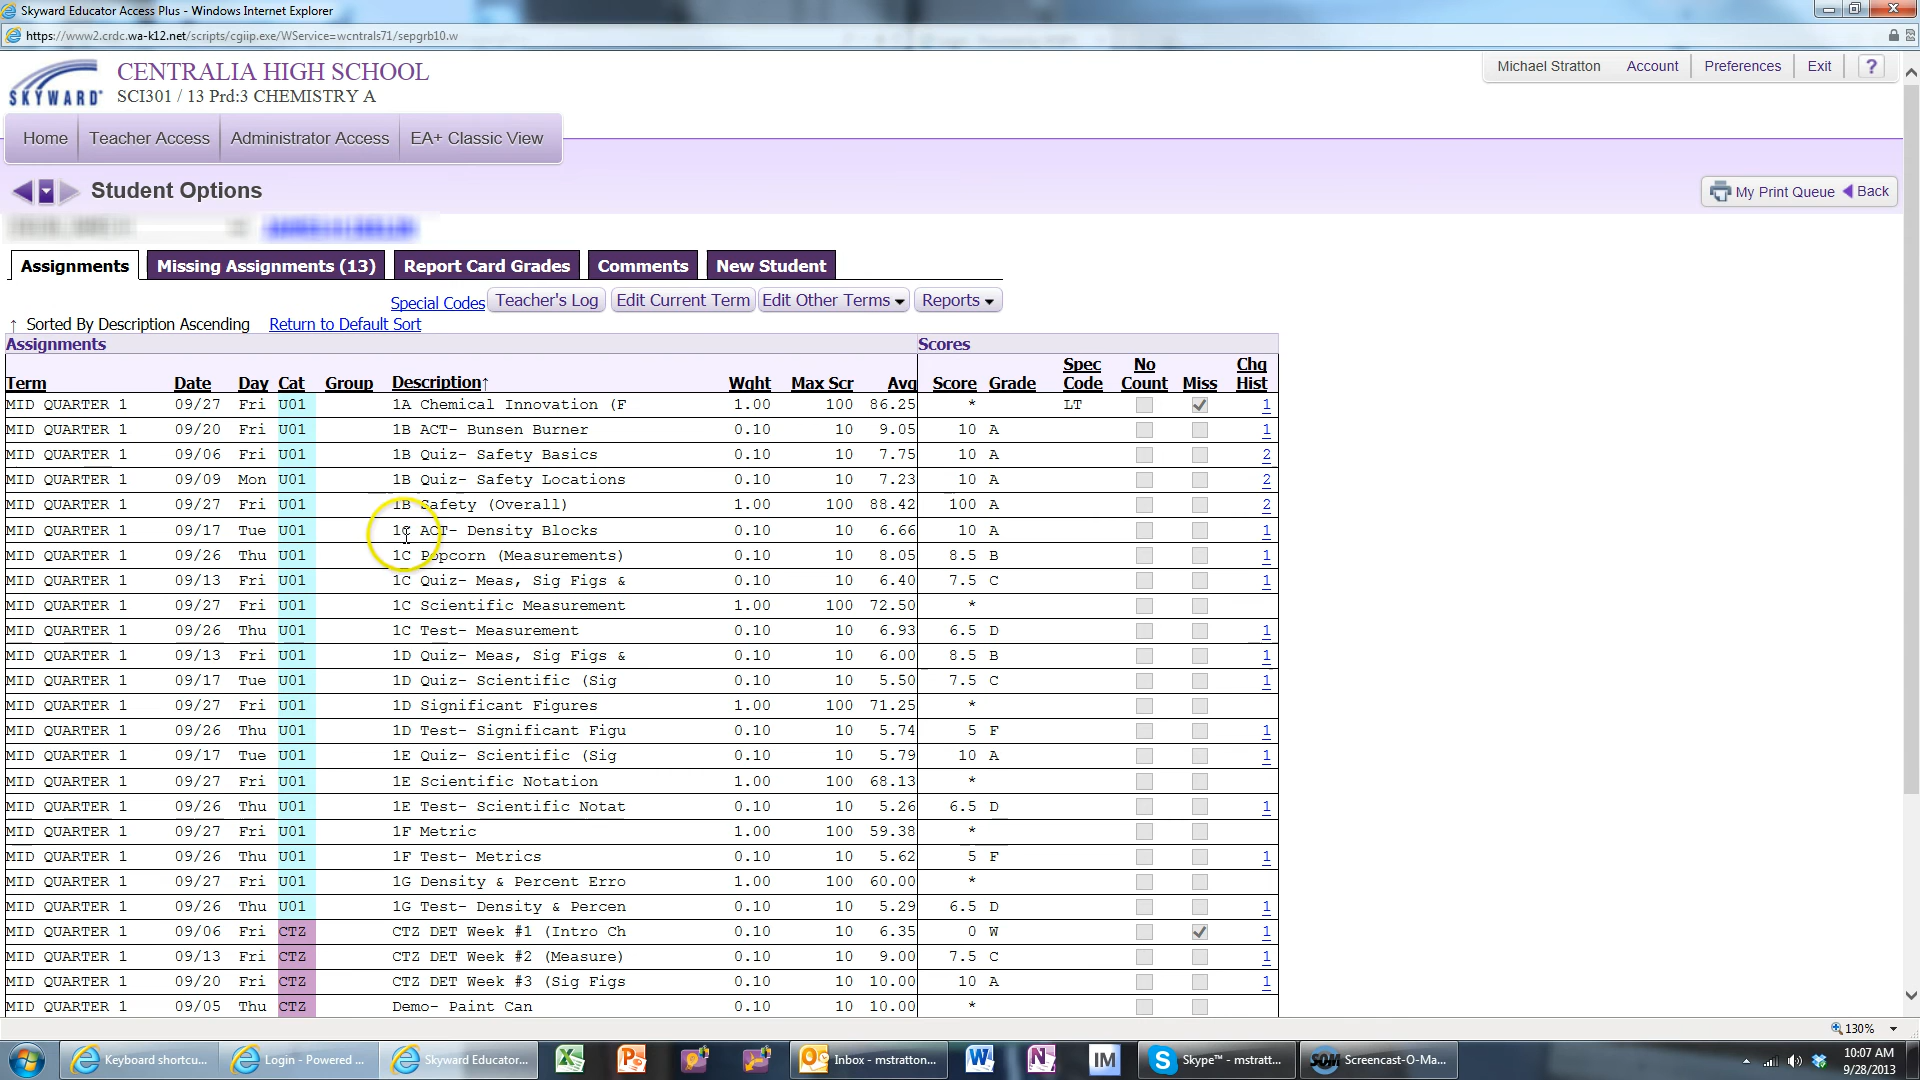 Skyward Educator Access Plus - Windows Internet Explorer
https://www2.crdc.wa-k12.net/scripts/cgiip.exe/WService=wcntrals71/sepgrb10.w
SKYWARD
CENTRALIA HIGH SCHOOL
SCI301 / 13 Prd:3 CHEMISTRY A
Michael Stratton Account Preferences Exit ?
Home Teacher Access Administrator Access EA+ Classic View
Student Options
My Print Queue Back
Assignments Missing Assignments (13) Report Card Grades Comments New Student
Special Codes Teacher's Log Edit Current Term Edit Other Terms Reports
↑ Sorted By Description Ascending Return to Default Sort
Assignments Scores
Term Date Day Cat Group Description↑ Wght Max Scr Avg Score Grade Spec Code No Count Miss Chg Hist
MID QUARTER 1 09/27 Fri U01 1A Chemical Innovation (F 1.00 100 86.25 * LT 1
MID QUARTER 1 09/20 Fri U01 1B ACT- Bunsen Burner 0.10 10 9.05 10 A 1
MID QUARTER 1 09/06 Fri U01 1B Quiz- Safety Basics 0.10 10 7.75 10 A 2
MID QUARTER 1 09/09 Mon U01 1B Quiz- Safety Locations 0.10 10 7.23 10 A 2
MID QUARTER 1 09/27 Fri U01 1B Safety (Overall) 1.00 100 88.42 100 A 2
MID QUARTER 1 09/17 Tue U01 1C ACT- Density Blocks 0.10 10 6.66 10 A 1
MID QUARTER 1 09/26 Thu U01 1C Popcorn (Measurements) 0.10 10 8.05 8.5 B 1
MID QUARTER 1 09/13 Fri U01 1C Quiz- Meas, Sig Figs & 0.10 10 6.40 7.5 C 1
MID QUARTER 1 09/27 Fri U01 1C Scientific Measurement 1.00 100 72.50 *
MID QUARTER 1 09/26 Thu U01 1C Test- Measurement 0.10 10 6.93 6.5 D 1
MID QUARTER 1 09/13 Fri U01 1D Quiz- Meas, Sig Figs & 0.10 10 6.00 8.5 B 1
MID QUARTER 1 09/17 Tue U01 1D Quiz- Scientific (Sig 0.10 10 5.50 7.5 C 1
MID QUARTER 1 09/27 Fri U01 1D Significant Figures 1.00 100 71.25 *
MID QUARTER 1 09/26 Thu U01 1D Test- Significant Figu 0.10 10 5.74 5 F 1
MID QUARTER 1 09/17 Tue U01 1E Quiz- Scientific (Sig 0.10 10 5.79 10 A 1
MID QUARTER 1 09/27 Fri U01 1E Scientific Notation 1.00 100 68.13 *
MID QUARTER 1 09/26 Thu U01 1E Test- Scientific Notat 0.10 10 5.26 6.5 D 1
MID QUARTER 1 09/27 Fri U01 1F Metric 1.00 100 59.38 *
MID QUARTER 1 09/26 Thu U01 1F Test- Metrics 0.10 10 5.62 5 F 1
MID QUARTER 1 09/27 Fri U01 1G Density & Percent Erro 1.00 100 60.00 *
MID QUARTER 1 09/26 Thu U01 1G Test- Density & Percen 0.10 10 5.29 6.5 D 1
MID QUARTER 1 09/06 Fri CTZ CTZ DET Week #1 (Intro Ch 0.10 10 6.35 0 W 1
MID QUARTER 1 09/13 Fri CTZ CTZ DET Week #2 (Measure) 0.10 10 9.00 7.5 C 1
MID QUARTER 1 09/20 Fri CTZ CTZ DET Week #3 (Sig Figs 0.10 10 10.00 10 A 1
MID QUARTER 1 09/05 Thu CTZ Demo- Paint Can 0.10 10 10.00 *
130%
Keyboard shortcu... Login - Powered ... Skyward Educator... Inbox - mstratton... IM Skype™ - mstratt... Screencast-O-Ma... 10:07 AM
9/28/2013